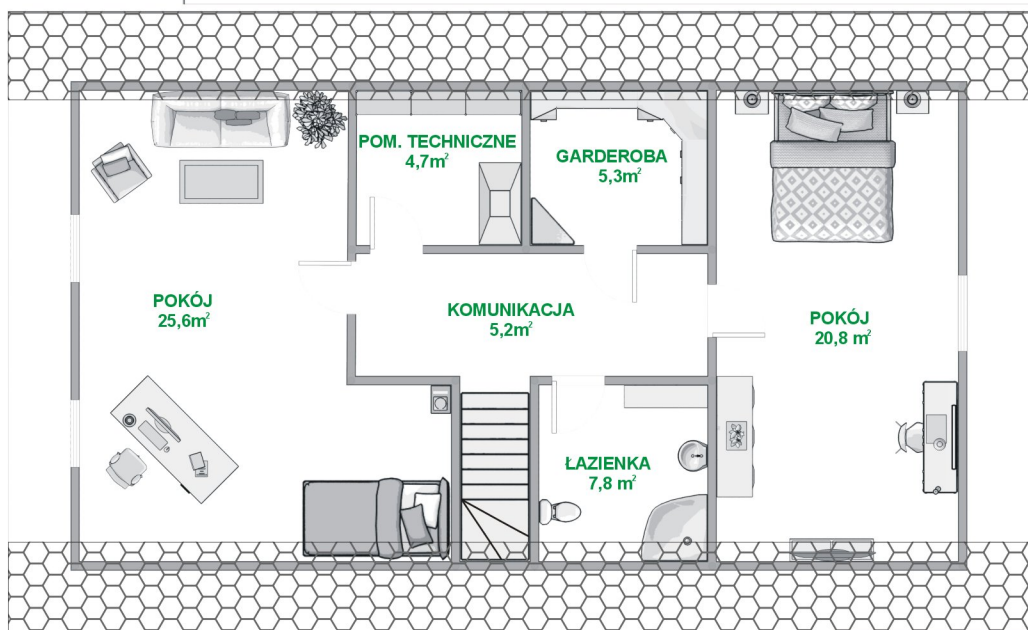 POM. TECHNICZNE
4,7m²
GARDEROBA
5,3m²
POKÓJ
25,6m²
KOMUNIKACJA
5,2m²
POKÓJ
20,8 m²
ŁAZIENKA
7,8 m²